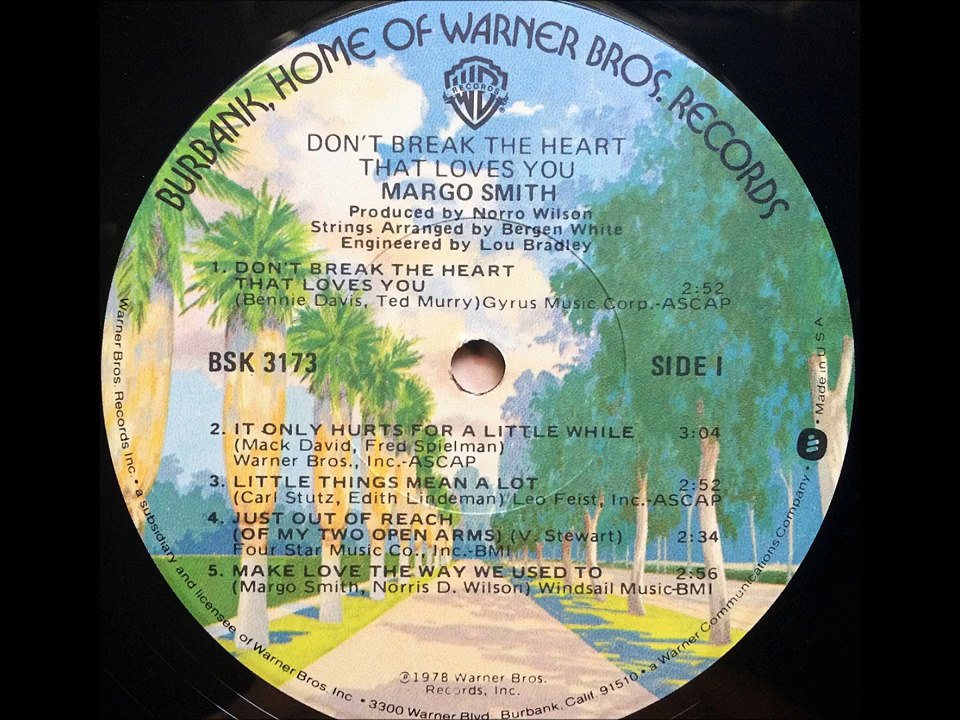 BURBANK, HOME OF WARNER BROS. RECORDS
RECORDS
DON'T BREAK THE HEART
THAT LOVES YOU
MARGO SMITH
Produced by Norro Wilson
Strings Arranged by Bergen White
Engineered by Lou Bradley
1. DON'T BREAK THE HEART
THAT LOVES YOU 2:52
(Bennie Davis, Ted Murry) Gyrus Music Corp.-ASCAP
BSK 3173 SIDE 1
2. IT ONLY HURTS FOR A LITTLE WHILE 3:04
(Mack David, Fred Spielman)
Warner Bros., Inc.-ASCAP
3. LITTLE THINGS MEAN A LOT 2:52
(Carl Stutz, Edith Lindeman) Leo Feist, Inc.-ASCAP
4. JUST OUT OF REACH
(OF MY TWO OPEN ARMS) (V. Stewart) 2:34
Four Star Music Co., Inc.-BMI
5. MAKE LOVE THE WAY WE USED TO 2:56
(Margo Smith, Norris D. Wilson) Windsail Music-BMI
℗1978 Warner Bros.
Records, Inc.
Warner Bros. Records Inc. • a subsidiary and licensee of Warner Bros. Inc. • 3300 Warner Blvd., Burbank, Calif. 91510 • a Warner Communications Company • Made in U S A